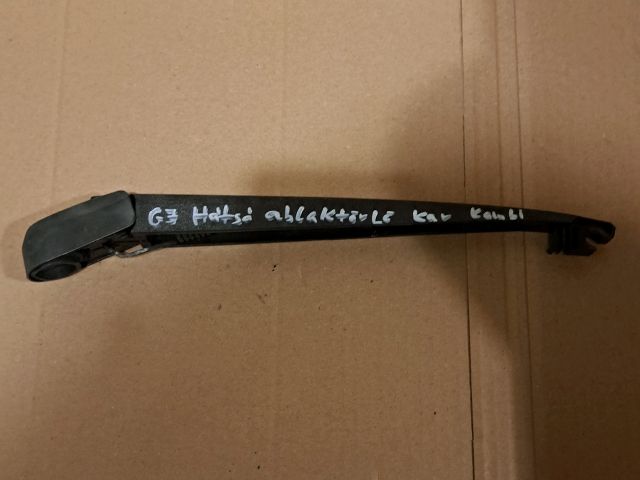 G3 Hátsó ablaktörlő kar kombi